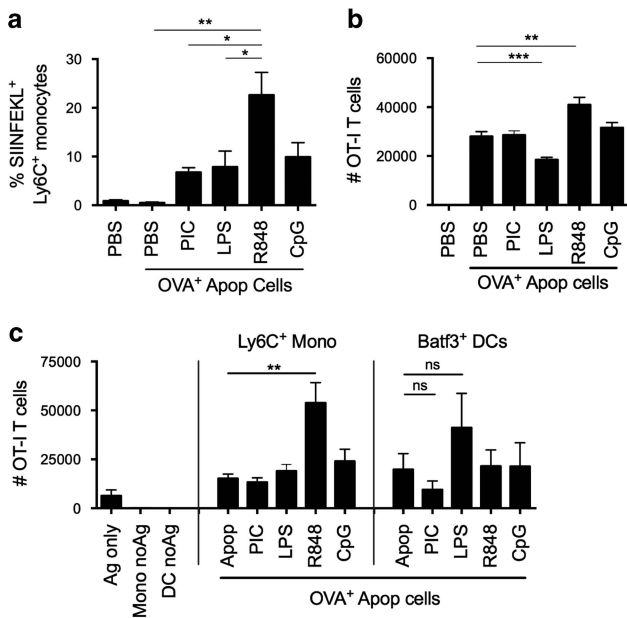 a
% SIINFEKL+
Ly6C+ monocytes
30
20
10
0
**
*
*
PBS
PBS
PIC
LPS
R848
CpG
OVA+ Apop Cells
b
# OT-I T cells
60000
40000
20000
0
**
***
PBS
PBS
PIC
LPS
R848
CpG
OVA+ Apop cells
c
# OT-I T cells
75000
50000
25000
0
Ly6C+ Mono
Batf3+ DCs
**
ns
ns
Ag only
Mono noAg
DC noAg
Apop
PIC
LPS
R848
CpG
Apop
PIC
LPS
R848
CpG
OVA+ Apop cells